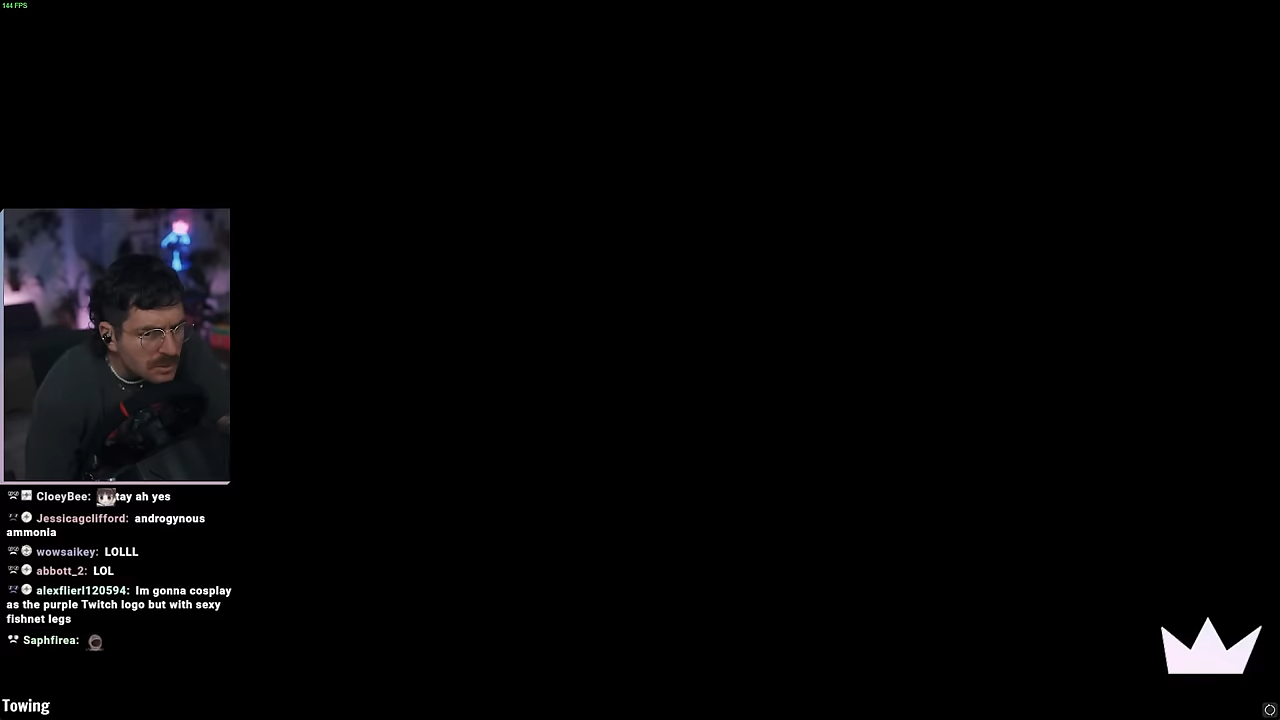 144 FPS
CloeyBee: tay ah yes
Jessicagclifford: androgynous
ammonia
wowsaikey: LOLLL
abbott_2: LOL
alexflierl120594: Im gonna cosplay
as the purple Twitch logo but with sexy
fishnet legs
Saphfirea:
Towing